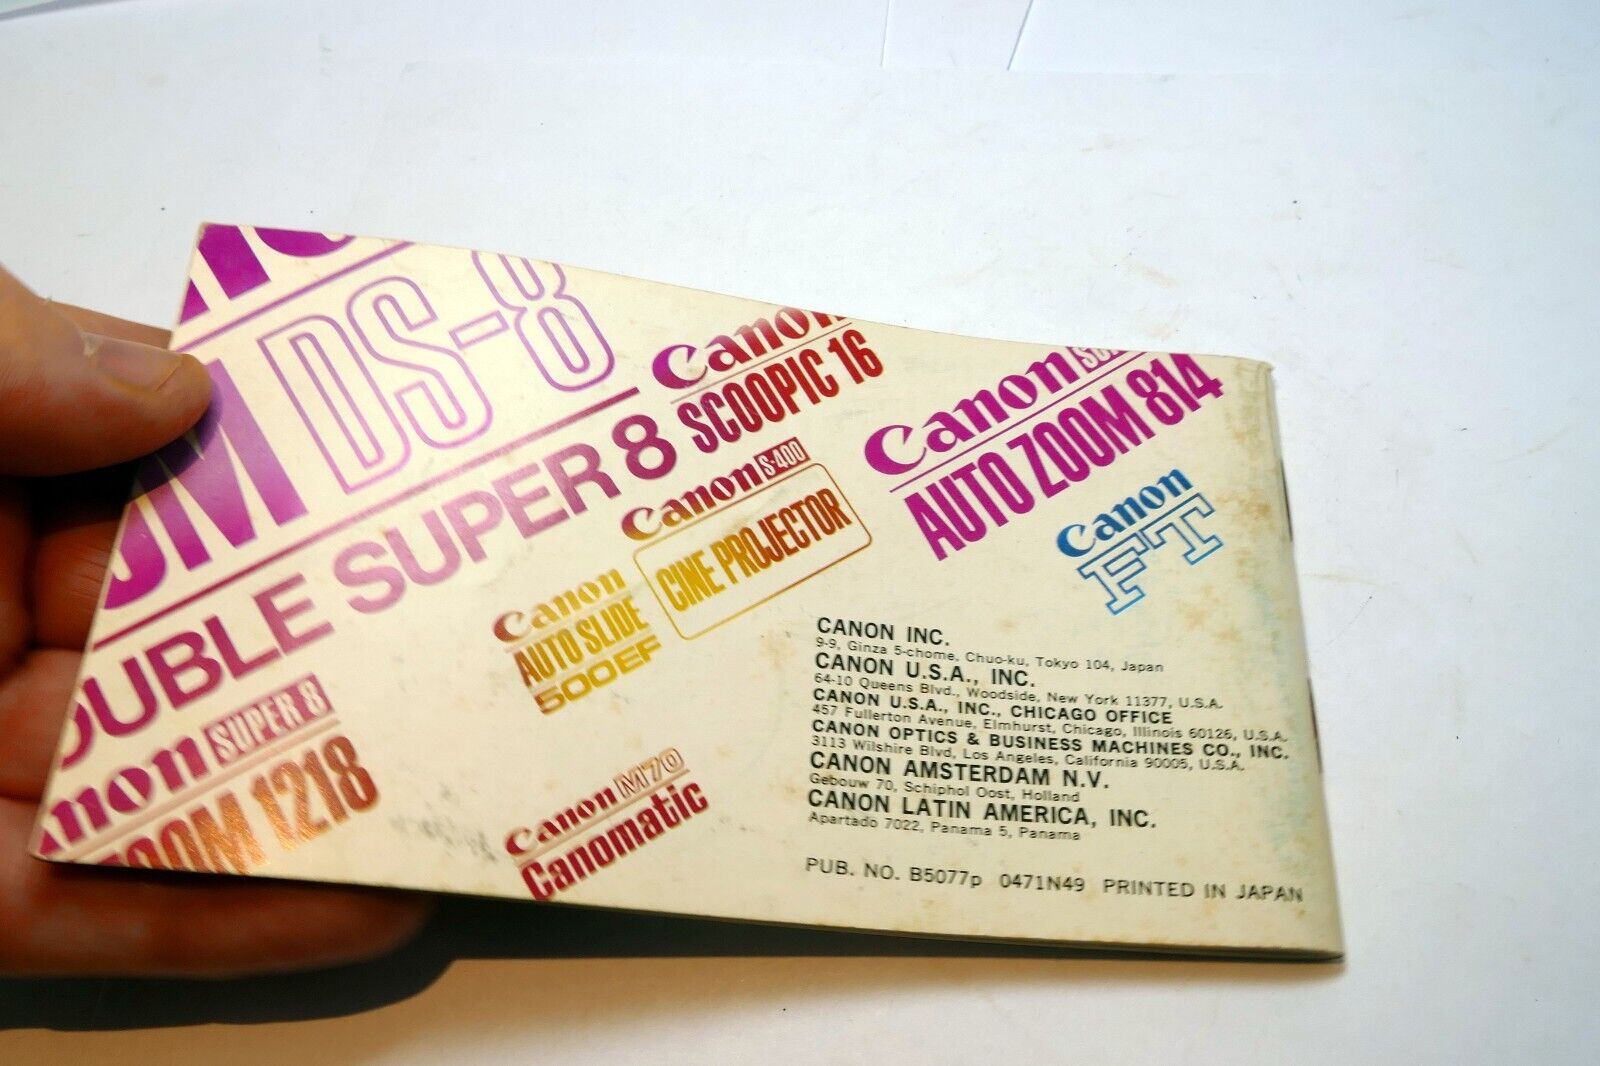 DS-8
DOUBLE SUPER 8
Canon
SCOOPIC 16
Canon
AUTO ZOOM 814
Canon S-400
CINE PROJECTOR
Canon
FT
Canon
AUTO SLIDE
500EF
SUPER 8
ZOOM 1218
Canon M70
Canomatic
CANON INC.
9-9, Ginza 5-chome, Chuo-ku, Tokyo 104, Japan
CANON U.S.A., INC.
64-10 Queens Blvd., Woodside, New York 11377, U.S.A.
CANON U.S.A., INC., CHICAGO OFFICE
457 Fullerton Avenue, Elmhurst, Chicago, Illinois 60126, U.S.A.
CANON OPTICS & BUSINESS MACHINES CO., INC.
3113 Wilshire Blvd, Los Angeles, California 90005, U.S.A.
CANON AMSTERDAM N.V.
Gebouw 70, Schiphol Oost, Holland
CANON LATIN AMERICA, INC.
Apartado 7022, Panama 5, Panama
PUB. NO. B5077p 0471N49 PRINTED IN JAPAN